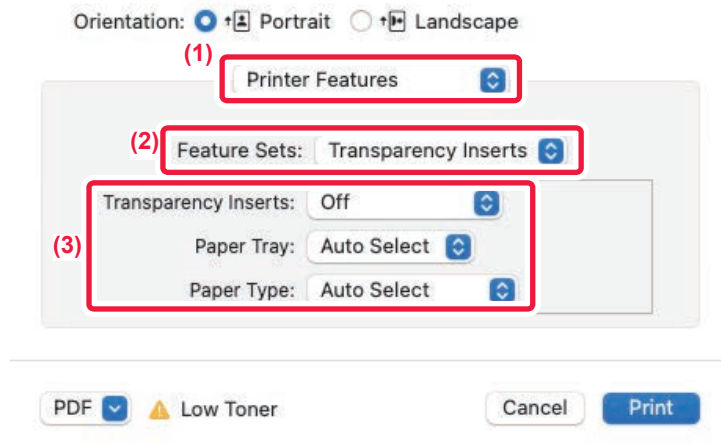 Orientation: Portrait Landscape
(1)
Printer Features
(2)
Feature Sets: Transparency Inserts
(3)
Transparency Inserts: Off
Paper Tray: Auto Select
Paper Type: Auto Select
PDF Low Toner Cancel Print